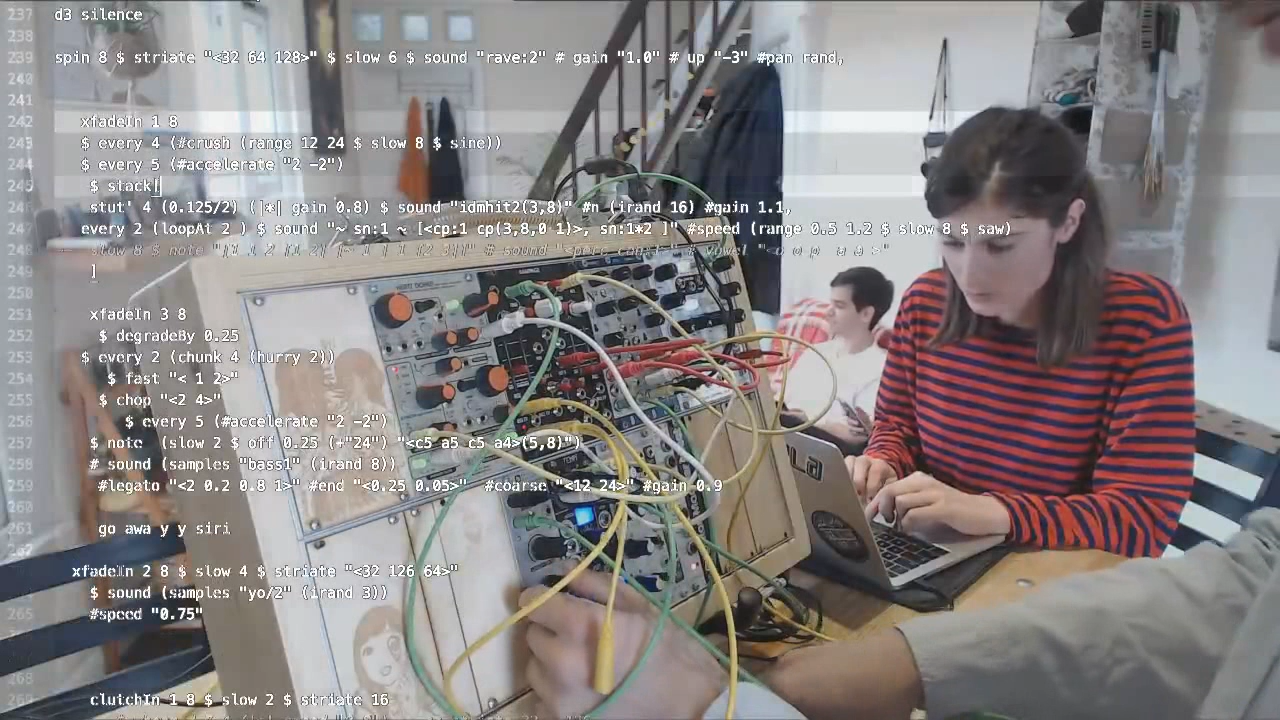 237 d3 silence
238
239 spin 8 $ striate "<32 64 128>" $ slow 6 $ sound "rave:2" # gain "1.0" # up "-3" #pan rand,
240
241
242 xfadeIn 1 8
243 $ every 4 (#crush (range 12 24 $ slow 8 $ sine))
244 $ every 5 (#accelerate "2 -2")
245 $ stack[
246 stut' 4 (0.125/2) (|*| gain 0.8) $ sound "idmhit2(3,8)" #n (irand 16) #gain 1.1,
247 every 2 (loopAt 2 ) $ sound "~ sn:1 ~ [<cp:1 cp(3,8,0 1)>, sn:1*2 ]" #speed (range 0.5 1.2 $ slow 8 $ saw)
248 slow 8 $ note
249 ]
250
251 xfadeIn 3 8
252 $ degradeBy 0.25
253 $ every 2 (chunk 4 (hurry 2))
254 $ fast "< 1 2>"
255 $ chop "<2 4>"
256 $ every 5 (#accelerate "2 -2")
257 $ note (slow 2 $ off 0.25 (+"24") "<c5 a5 c5 a4>(5,8)")
258 # sound (samples "bass1" (irand 8))
259 #legato "<2 0.2 0.8 1>" #end "<0.25 0.05>" #coarse "<12 24>" #gain 0.9
260
261 go away y siri
262
xfadeIn 2 8 $ slow 4 $ striate "<32 126 64>"
$ sound (samples "yo/2" (irand 3))
265 #speed "0.75"
268
269 clutchIn 1 8 $ slow 2 $ striate 16